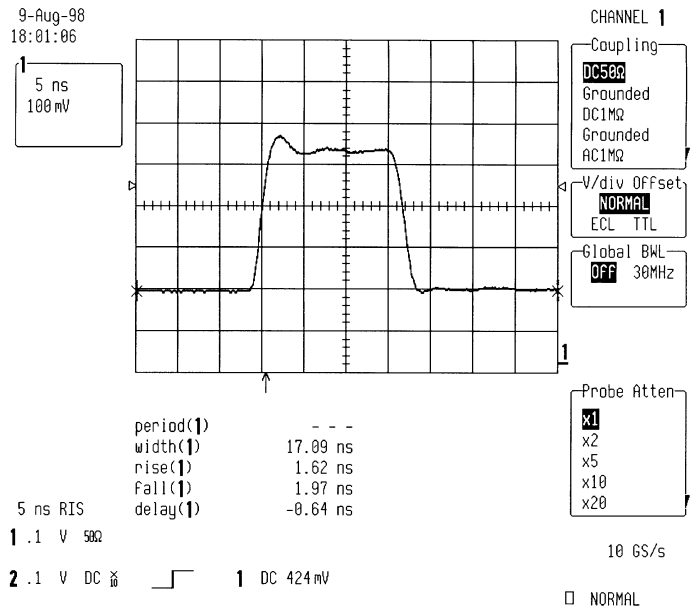 9-Aug-98
18:01:06
1
5 ns
100 mV
CHANNEL 1
Coupling
DC50Ω
Grounded
DC1MΩ
Grounded
AC1MΩ
V/div Offset
NORMAL
ECL TTL
Global BWL
Off 30MHz
1
Probe Atten
x1
x2
x5
x10
x20
period(1) - - -
width(1) 17.09 ns
rise(1) 1.62 ns
fall(1) 1.97 ns
delay(1) -0.64 ns
5 ns RIS
1 .1 V 50Ω
2 .1 V DC x10
1 DC 424 mV
10 GS/s
NORMAL